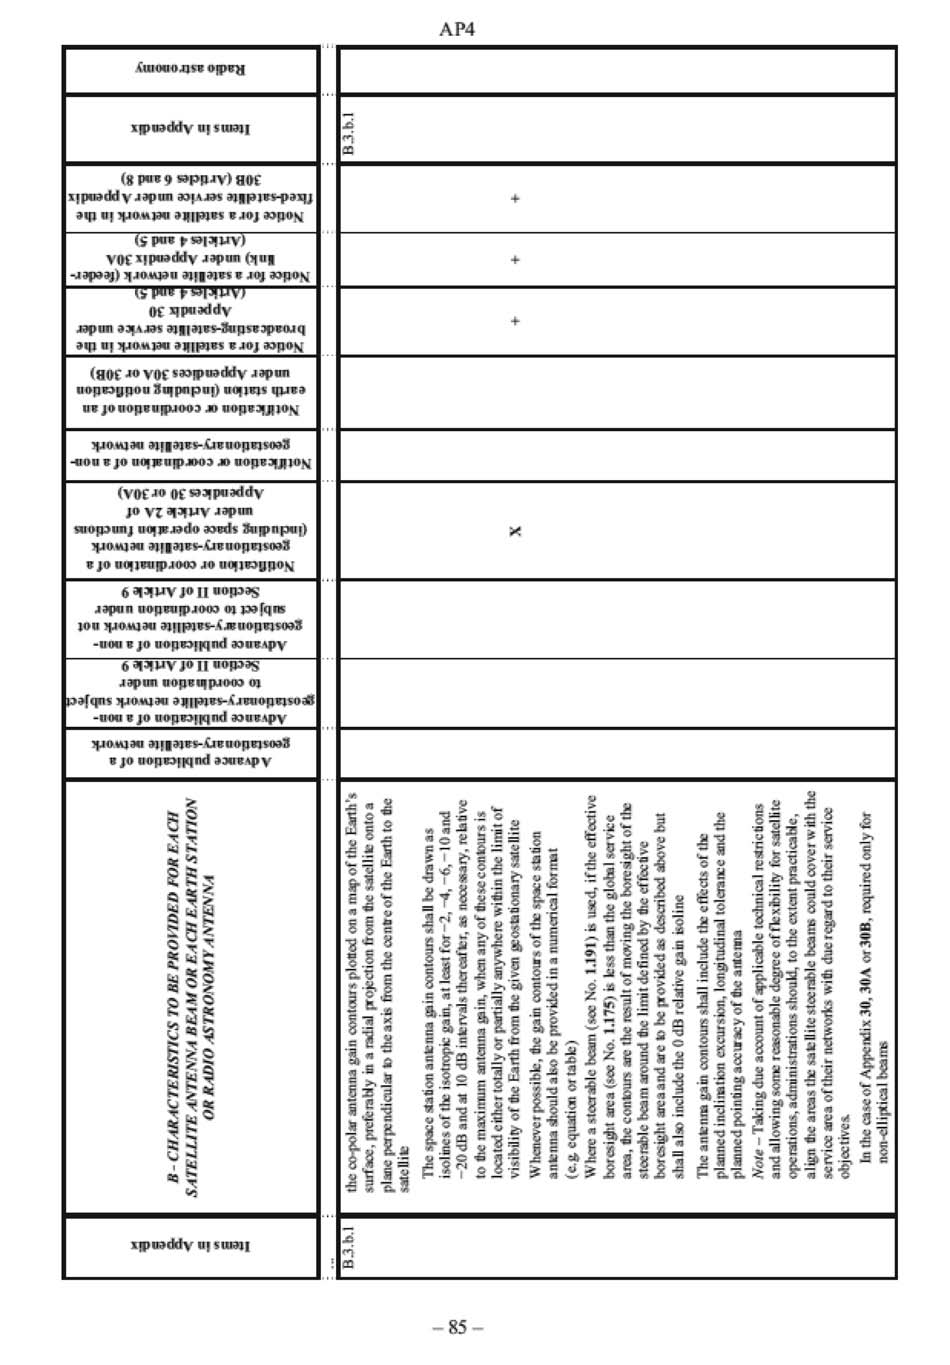 AP4
Items in Appendix
B - CHARACTERISTICS TO BE PROVIDED FOR EACH
SATELLITE ANTENNA BEAM OR EACH EARTH STATION
OR RADIO ASTRONOMY ANTENNA
Advance publication of a
geostationary-satellite network
Advance publication of a non-
geostationary-satellite network subject
to coordination under
Section II of Article 9
Advance publication of a non-
geostationary-satellite network not
subject to coordination under
Section II of Article 9
Notification or coordination of a
geostationary-satellite network
(including space operation functions
under Article 2A of
Appendices 30 or 30A)
Notification or coordination of a non-
geostationary-satellite network
Notification or coordination of an
earth station (including notification
under Appendices 30A or 30B)
Notice for a satellite network in the
broadcasting-satellite service under
Appendix 30
(Articles 4 and 5)
Notice for a satellite network (feeder-
link) under Appendix 30A
(Articles 4 and 5)
Notice for a satellite network in the
fixed-satellite service under Appendix
30B (Articles 6 and 8)
Items in Appendix
Radio astronomy
...
B.3.b.1
the co-polar antenna gain contours plotted on a map of the Earth's
surface, preferably in a radial projection from the satellite onto a
plane perpendicular to the axis from the centre of the Earth to the
satellite
The space station antenna gain contours shall be drawn as
isolines of the isotropic gain, at least for –2, –4, –6, –10 and
–20 dB and at 10 dB intervals thereafter, as necessary, relative
to the maximum antenna gain, when any of these contours is
located either totally or partially anywhere within the limit of
visibility of the Earth from the given geostationary satellite
Whenever possible, the gain contours of the space station
antenna should also be provided in a numerical format
(e.g. equation or table)
Where a steerable beam (see No. 1.191) is used, if the effective
boresight area (see No. 1.175) is less than the global service
area, the contours are the result of moving the boresight of the
steerable beam around the limit defined by the effective
boresight area and are to be provided as described above but
shall also include the 0 dB relative gain isoline
The antenna gain contours shall include the effects of the
planned inclination excursion, longitudinal tolerance and the
planned pointing accuracy of the antenna
Note – Taking due account of applicable technical restrictions
and allowing some reasonable degree of flexibility for satellite
operations, administrations should, to the extent practicable,
align the areas the satellite steerable beams could cover with the
service area of their networks with due regard to their service
objectives.
In the case of Appendix 30, 30A or 30B, required only for
non-elliptical beams
X
+
+
+
B.3.b.1
– 85 –